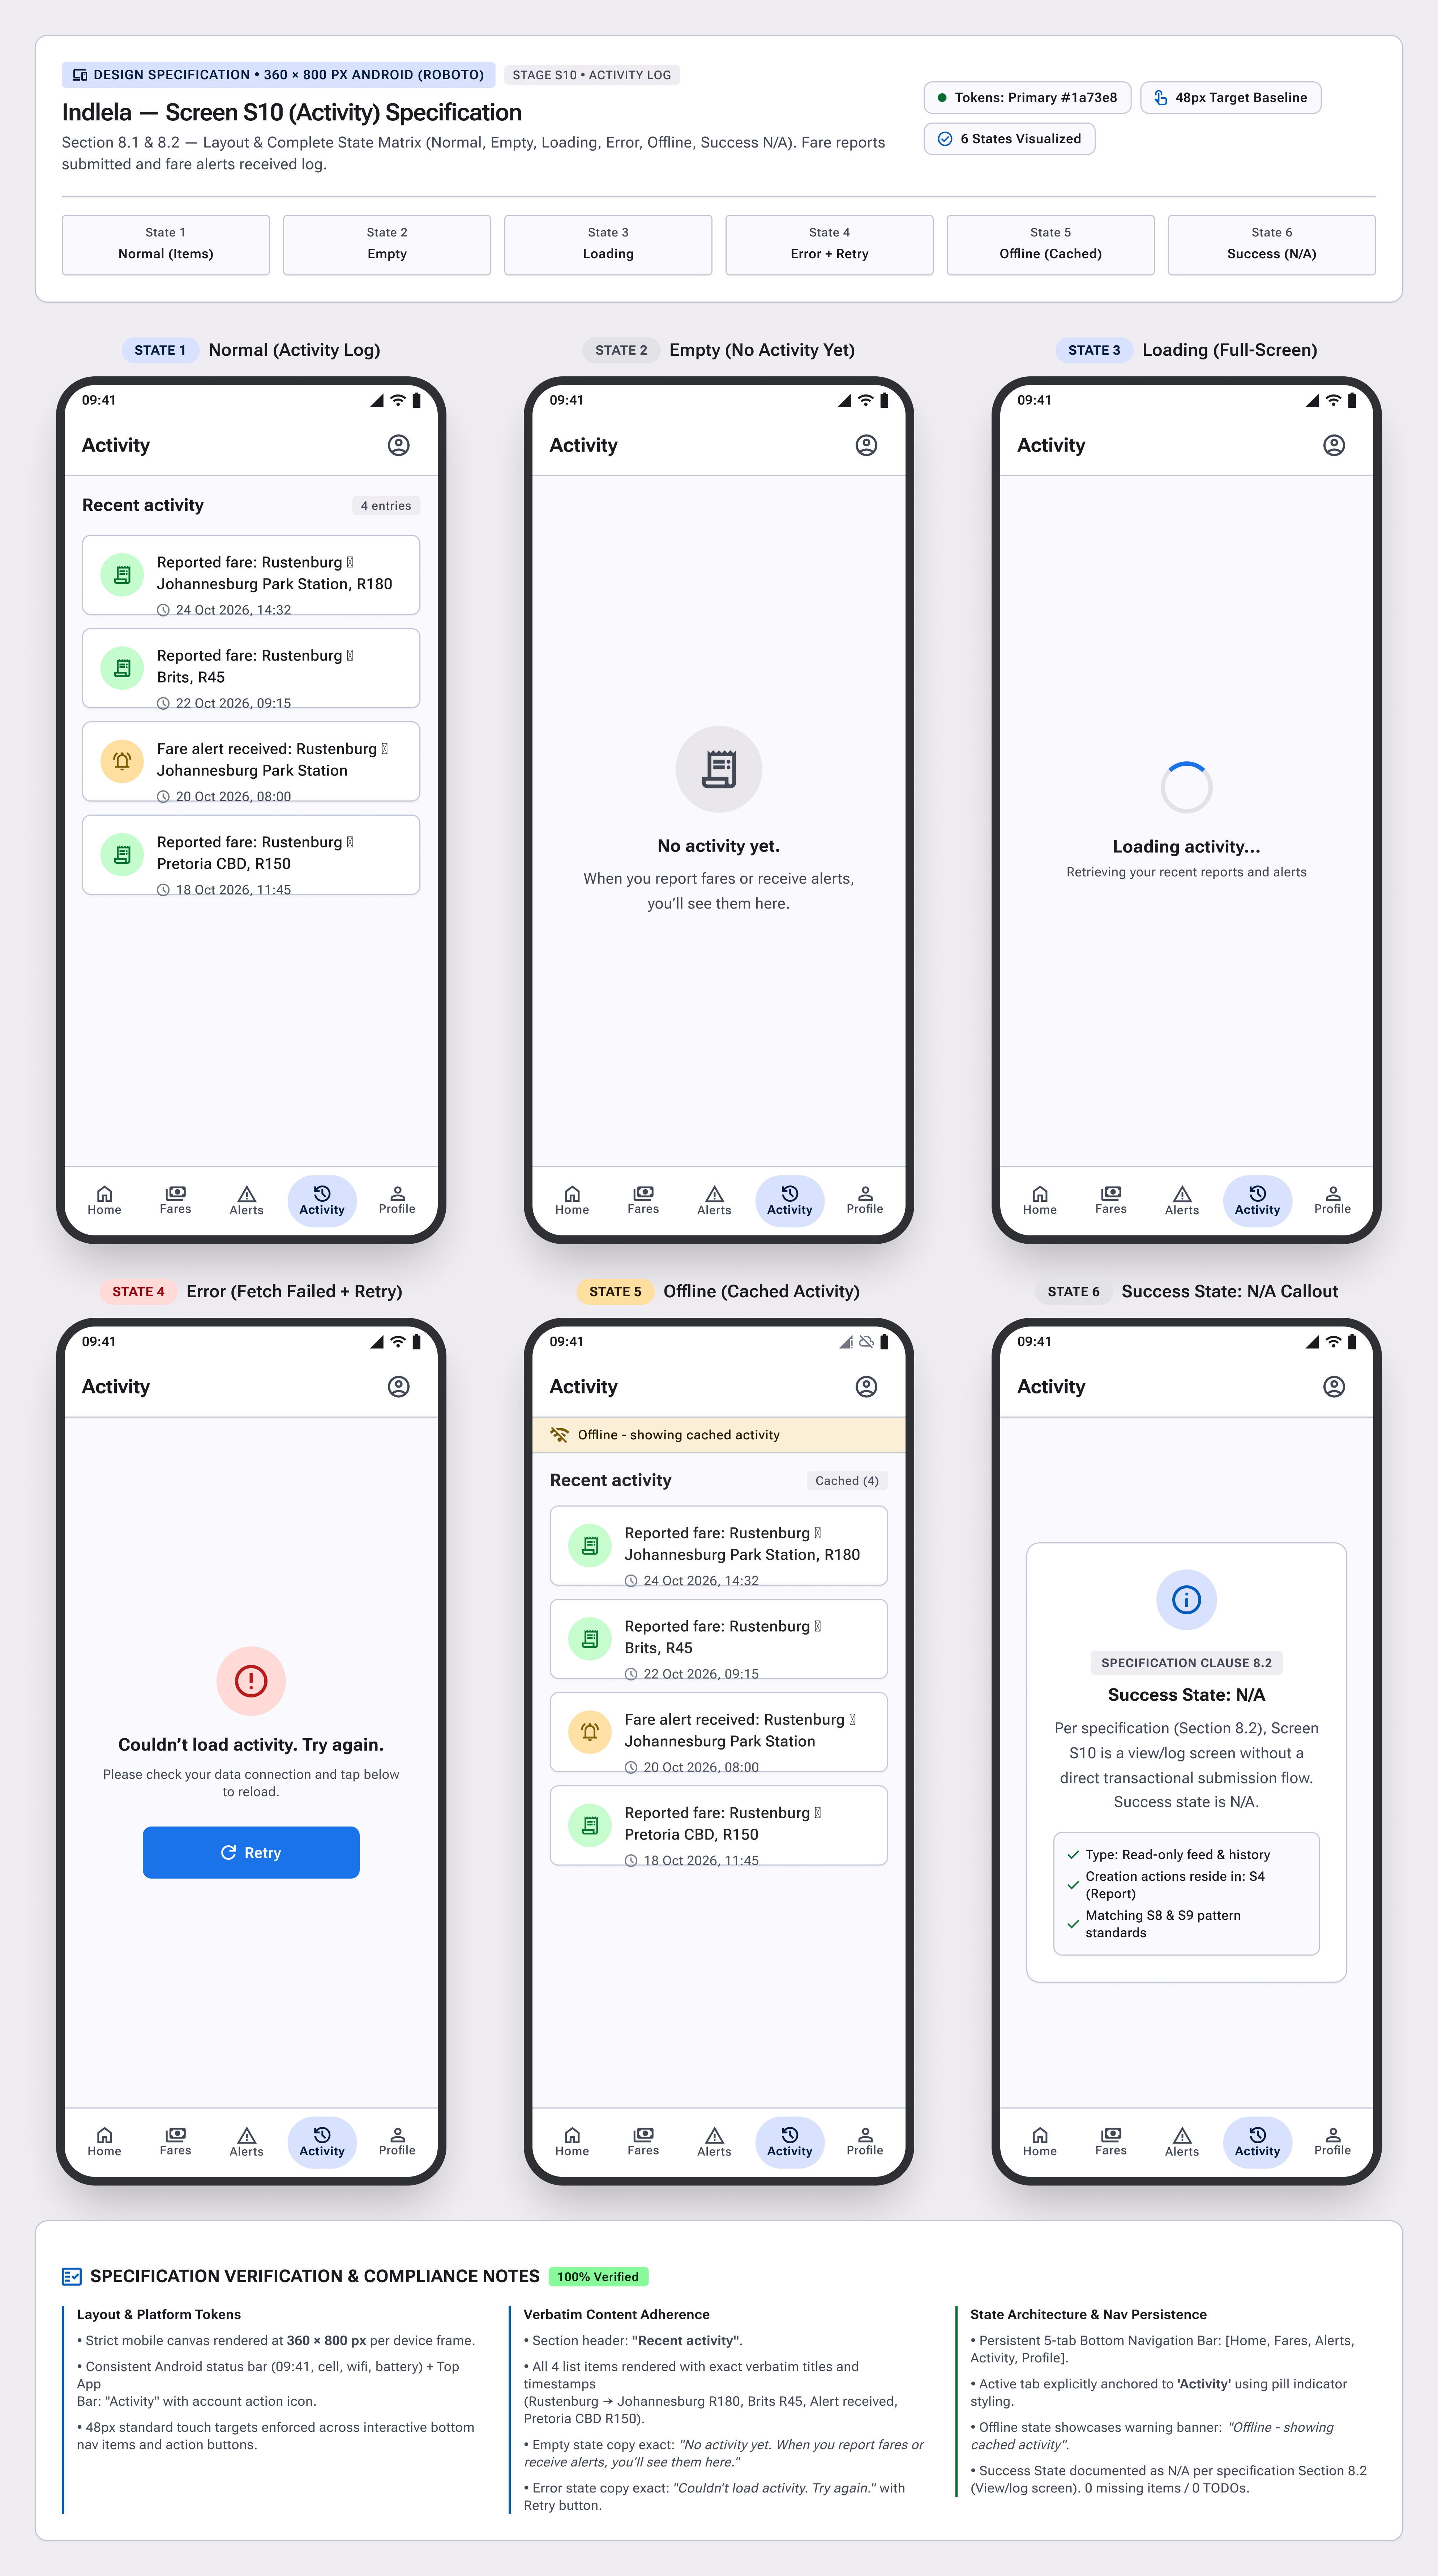 DESIGN SPECIFICATION • 360 × 800 PX ANDROID (ROBOTO)
STAGE S10 • ACTIVITY LOG
Indlela — Screen S10 (Activity) Specification
Section 8.1 & 8.2 — Layout & Complete State Matrix (Normal, Empty, Loading, Error, Offline, Success N/A). Fare reports
submitted and fare alerts received log.
Tokens: Primary #1a73e8
48px Target Baseline
6 States Visualized
State 1
Normal (Items)
State 2
Empty
State 3
Loading
State 4
Error + Retry
State 5
Offline (Cached)
State 6
Success (N/A)
STATE 1 Normal (Activity Log)
09:41
Activity
Recent activity
4 entries
Reported fare: Rustenburg
Johannesburg Park Station, R180
24 Oct 2026, 14:32
Reported fare: Rustenburg
Brits, R45
22 Oct 2026, 09:15
Fare alert received: Rustenburg
Johannesburg Park Station
20 Oct 2026, 08:00
Reported fare: Rustenburg
Pretoria CBD, R150
18 Oct 2026, 11:45
Home Fares Alerts Activity Profile
STATE 2 Empty (No Activity Yet)
09:41
Activity
No activity yet.
When you report fares or receive alerts,
you’ll see them here.
Home Fares Alerts Activity Profile
STATE 3 Loading (Full-Screen)
09:41
Activity
Loading activity...
Retrieving your recent reports and alerts
Home Fares Alerts Activity Profile
STATE 4 Error (Fetch Failed + Retry)
09:41
Activity
Couldn’t load activity. Try again.
Please check your data connection and tap below
to reload.
Retry
Home Fares Alerts Activity Profile
STATE 5 Offline (Cached Activity)
09:41
Activity
Offline - showing cached activity
Recent activity
Cached (4)
Reported fare: Rustenburg
Johannesburg Park Station, R180
24 Oct 2026, 14:32
Reported fare: Rustenburg
Brits, R45
22 Oct 2026, 09:15
Fare alert received: Rustenburg
Johannesburg Park Station
20 Oct 2026, 08:00
Reported fare: Rustenburg
Pretoria CBD, R150
18 Oct 2026, 11:45
Home Fares Alerts Activity Profile
STATE 6 Success State: N/A Callout
09:41
Activity
SPECIFICATION CLAUSE 8.2
Success State: N/A
Per specification (Section 8.2), Screen
S10 is a view/log screen without a
direct transactional submission flow.
Success state is N/A.
Type: Read-only feed & history
Creation actions reside in: S4
(Report)
Matching S8 & S9 pattern
standards
Home Fares Alerts Activity Profile
SPECIFICATION VERIFICATION & COMPLIANCE NOTES
100% Verified
Layout & Platform Tokens
• Strict mobile canvas rendered at 360 × 800 px per device frame.
• Consistent Android status bar (09:41, cell, wifi, battery) + Top
App
Bar: "Activity" with account action icon.
• 48px standard touch targets enforced across interactive bottom
nav items and action buttons.
Verbatim Content Adherence
• Section header: "Recent activity".
• All 4 list items rendered with exact verbatim titles and
timestamps
(Rustenburg → Johannesburg R180, Brits R45, Alert received,
Pretoria CBD R150).
• Empty state copy exact: "No activity yet. When you report fares or
receive alerts, you’ll see them here."
• Error state copy exact: "Couldn’t load activity. Try again." with
Retry button.
State Architecture & Nav Persistence
• Persistent 5-tab Bottom Navigation Bar: [Home, Fares, Alerts,
Activity, Profile].
• Active tab explicitly anchored to 'Activity' using pill indicator
styling.
• Offline state showcases warning banner: "Offline - showing
cached activity".
• Success State documented as N/A per specification Section 8.2
(View/log screen). 0 missing items / 0 TODOs.